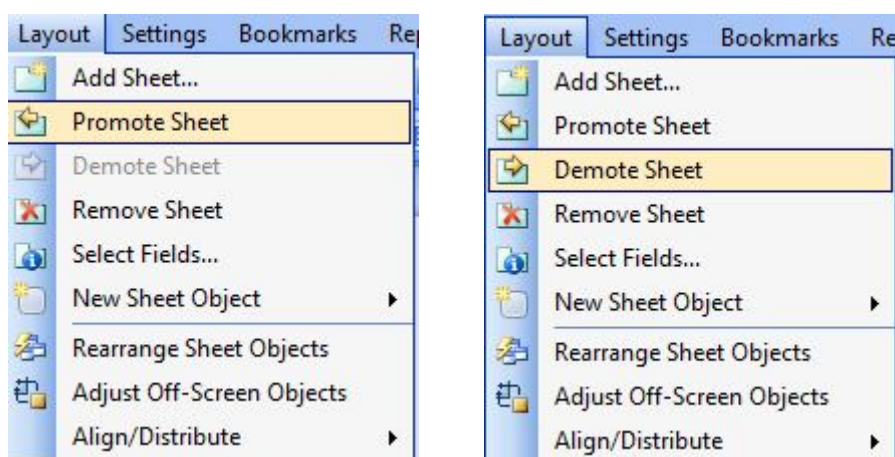 Layout Settings Bookmarks
Add Sheet...
Promote Sheet
Demote Sheet
Remove Sheet
Select Fields...
New Sheet Object
Rearrange Sheet Objects
Adjust Off-Screen Objects
Align/Distribute
Layout Settings Bookmarks Re
Add Sheet...
Promote Sheet
Demote Sheet
Remove Sheet
Select Fields...
New Sheet Object
Rearrange Sheet Objects
Adjust Off-Screen Objects
Align/Distribute